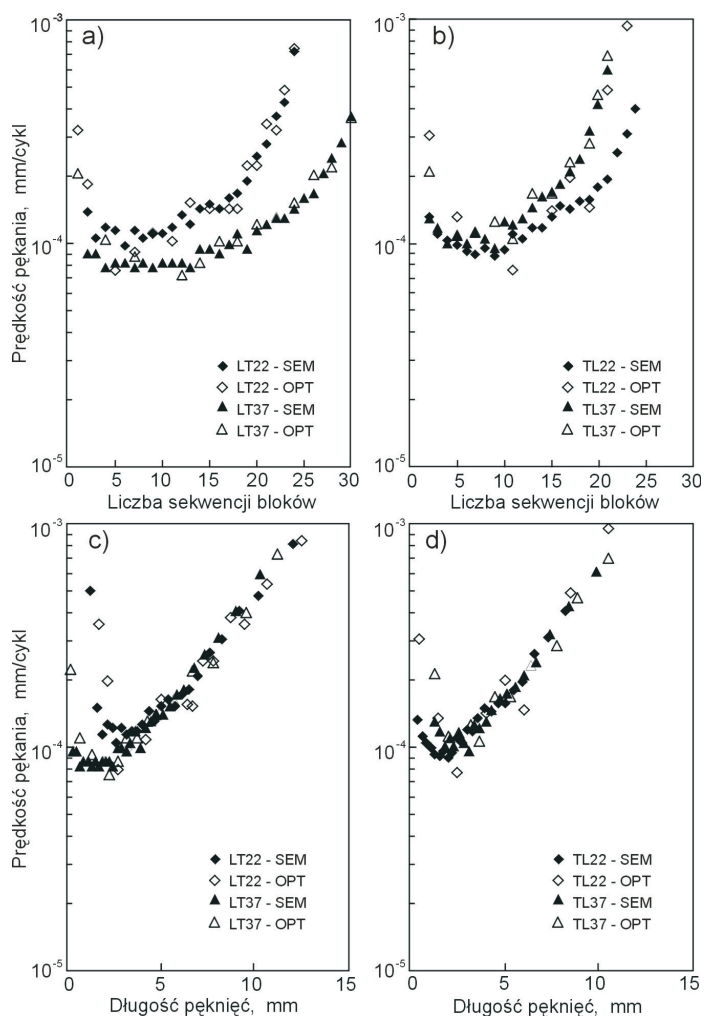 10-3
a)
Prędkość pękania, mm/cykl
10-4
LT22 - SEM
LT22 - OPT
LT37 - SEM
LT37 - OPT
10-5
0 5 10 15 20 25 30
Liczba sekwencji bloków
10-3
b)
10-4
TL22 - SEM
TL22 - OPT
TL37 - SEM
TL37 - OPT
10-5
0 5 10 15 20 25 30
Liczba sekwencji bloków
10-3
c)
Prędkość pękania, mm/cykl
10-4
LT22 - SEM
LT22 - OPT
LT37 - SEM
LT37 - OPT
10-5
0 5 10 15
Długość pęknięć, mm
10-3
d)
10-4
TL22 - SEM
TL22 - OPT
TL37 - SEM
TL37 - OPT
10-5
0 5 10 15
Długość pęknięć, mm